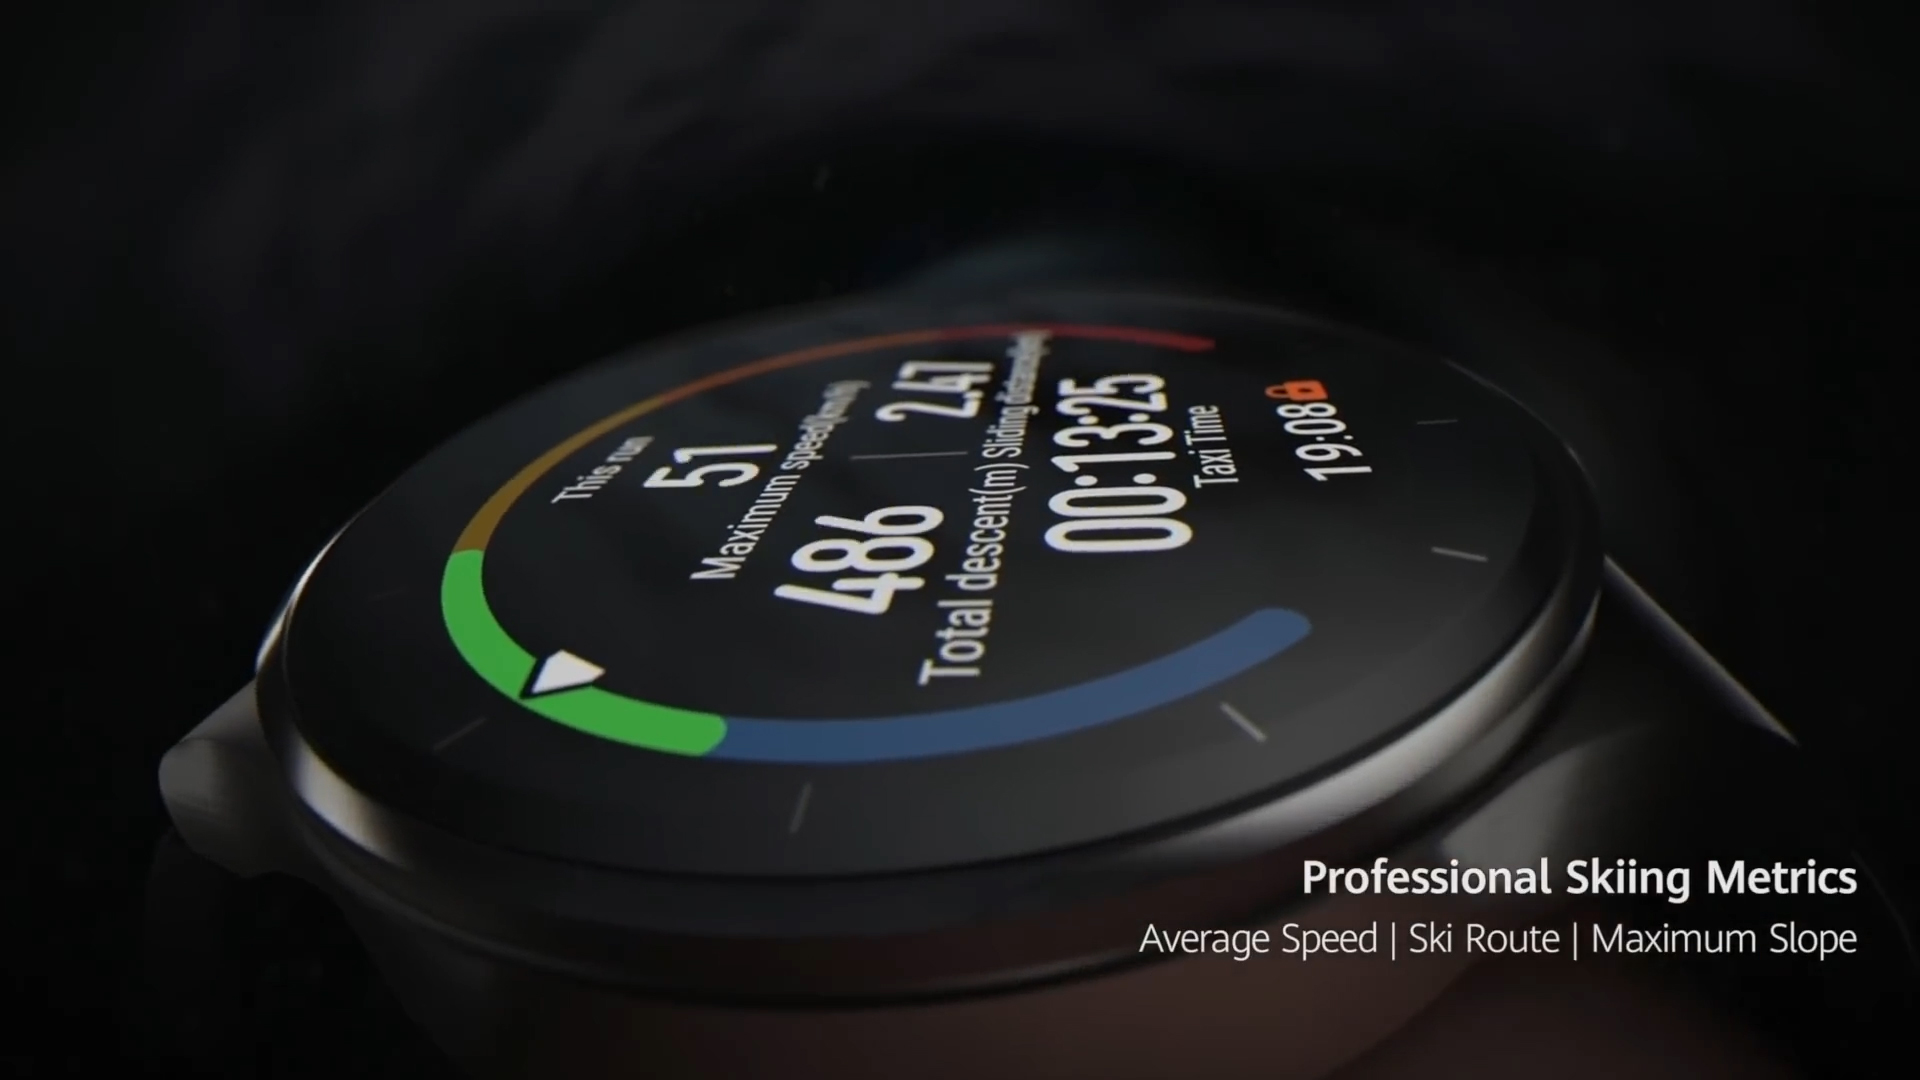 This run
51
Maximum speed(km/h)
486
2.47
Total descent(m)
Sliding distance(km)
00:13:25
Taxi Time
19:08
Professional Skiing Metrics
Average Speed | Ski Route | Maximum Slope